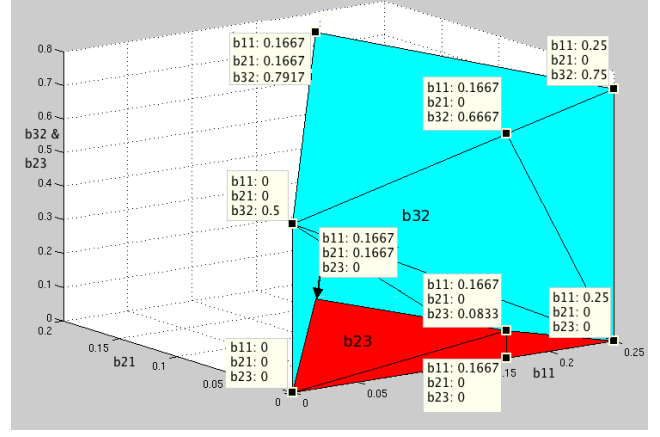 0.8
0.7
0.6
0.5
0.4
0.3
0.2
0.1
0
b32 &
b23
0.2
0.15
0.1
0.05
0
b21
0
0.05
.15
0.2
0.25
b11
b11: 0.1667
b21: 0.1667
b32: 0.7917
b11: 0.25
b21: 0
b32: 0.75
b11: 0.1667
b21: 0
b32: 0.6667
b11: 0
b21: 0
b32: 0.5
b32
b11: 0.1667
b21: 0.1667
b23: 0
b11: 0.1667
b21: 0
b23: 0.0833
b11: 0.25
b21: 0
b23: 0
b23
b11: 0
b21: 0
b23: 0
b11: 0.1667
b21: 0
b23: 0